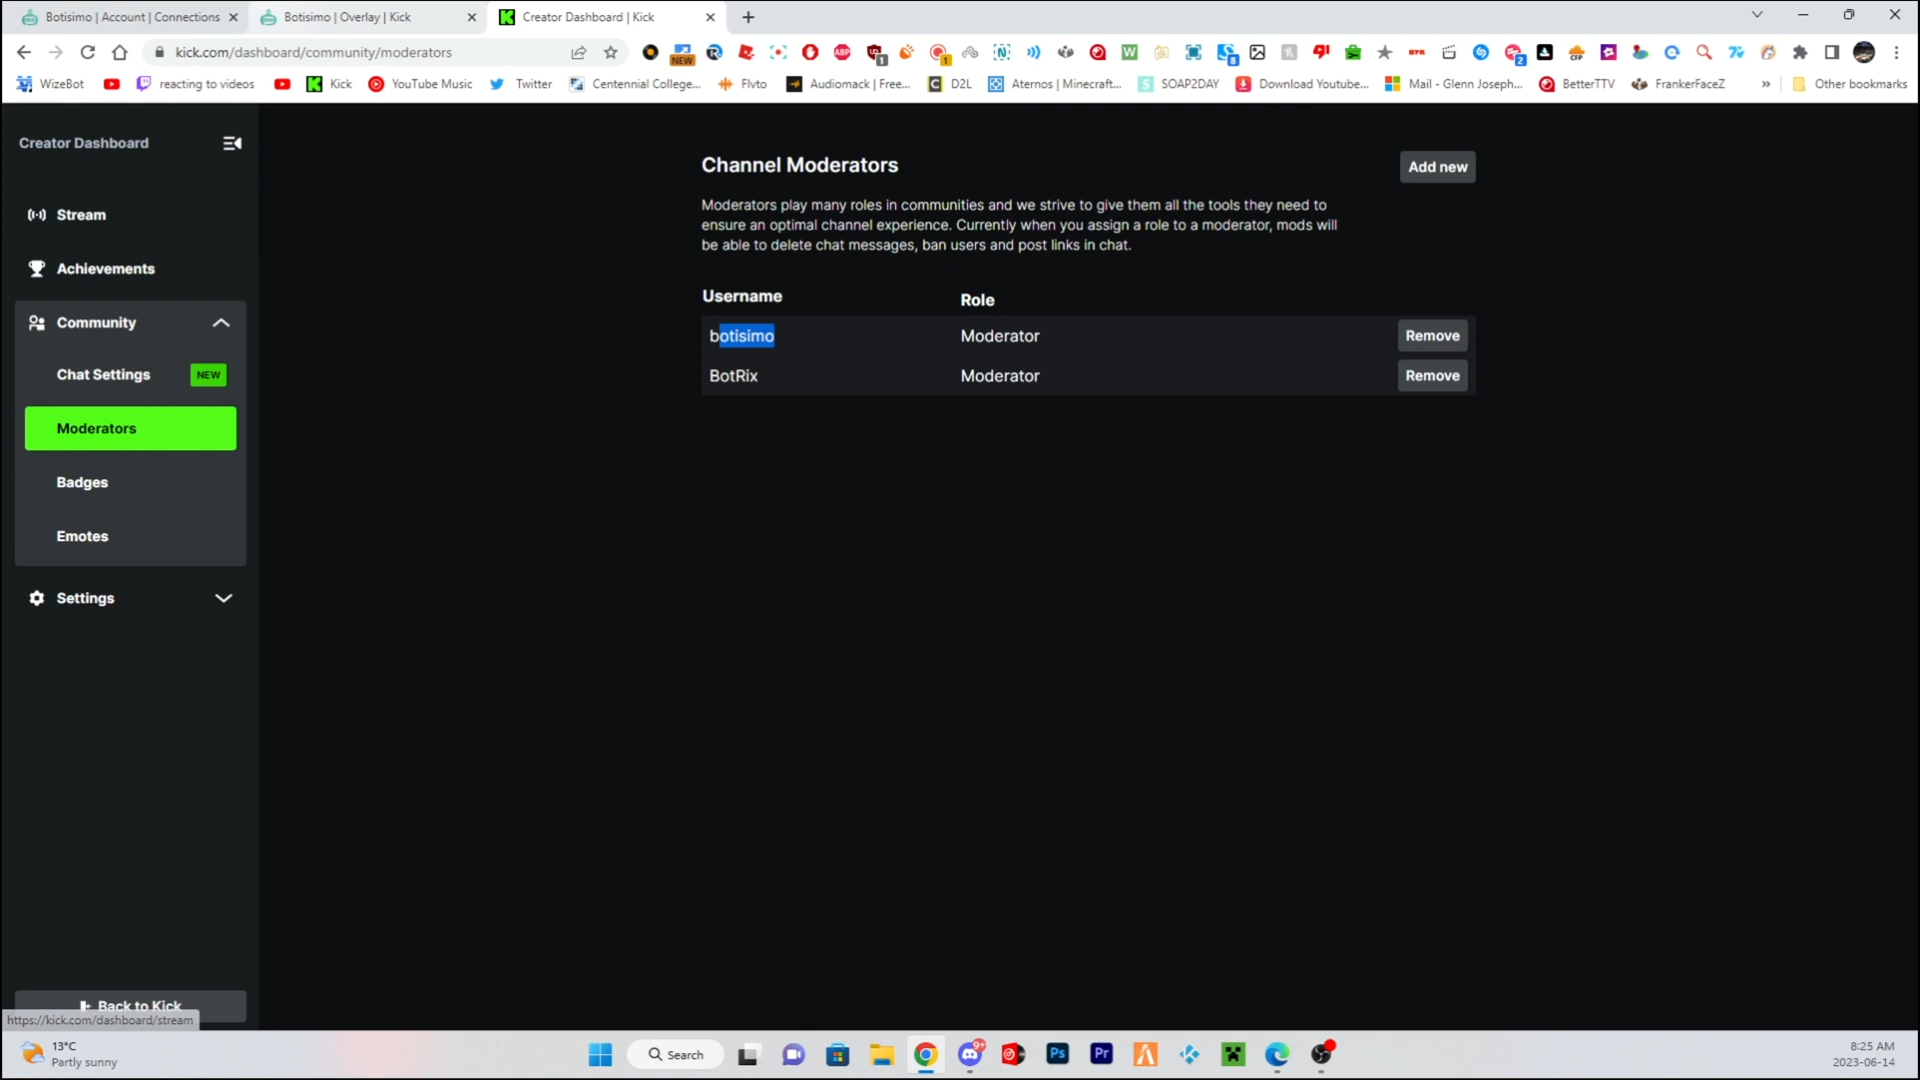 Botisimo | Account | Connections
Botisimo | Overlay | Kick
Creator Dashboard | Kick
kick.com/dashboard/community/moderators
NEW
WizeBot
reacting to videos
Kick
YouTube Music
Twitter
Centennial College...
Flvto
Audiomack | Free...
D2L
Aternos | Minecraft...
SOAP2DAY
Download Youtube...
Mail - Glenn Joseph...
BetterTTV
FrankerFaceZ
Other bookmarks
Creator Dashboard
Stream
Achievements
Community
Chat Settings NEW
Moderators
Badges
Emotes
Settings
Back to Kick
https://kick.com/dashboard/stream
Channel Moderators
Add new
Moderators play many roles in communities and we strive to give them all the tools they need to
ensure an optimal channel experience. Currently when you assign a role to a moderator, mods will
be able to delete chat messages, ban users and post links in chat.
Username Role
botisimo Moderator Remove
BotRix Moderator Remove
13°C
Partly sunny
Search
Ps
Pr
8:25 AM
2023-06-14